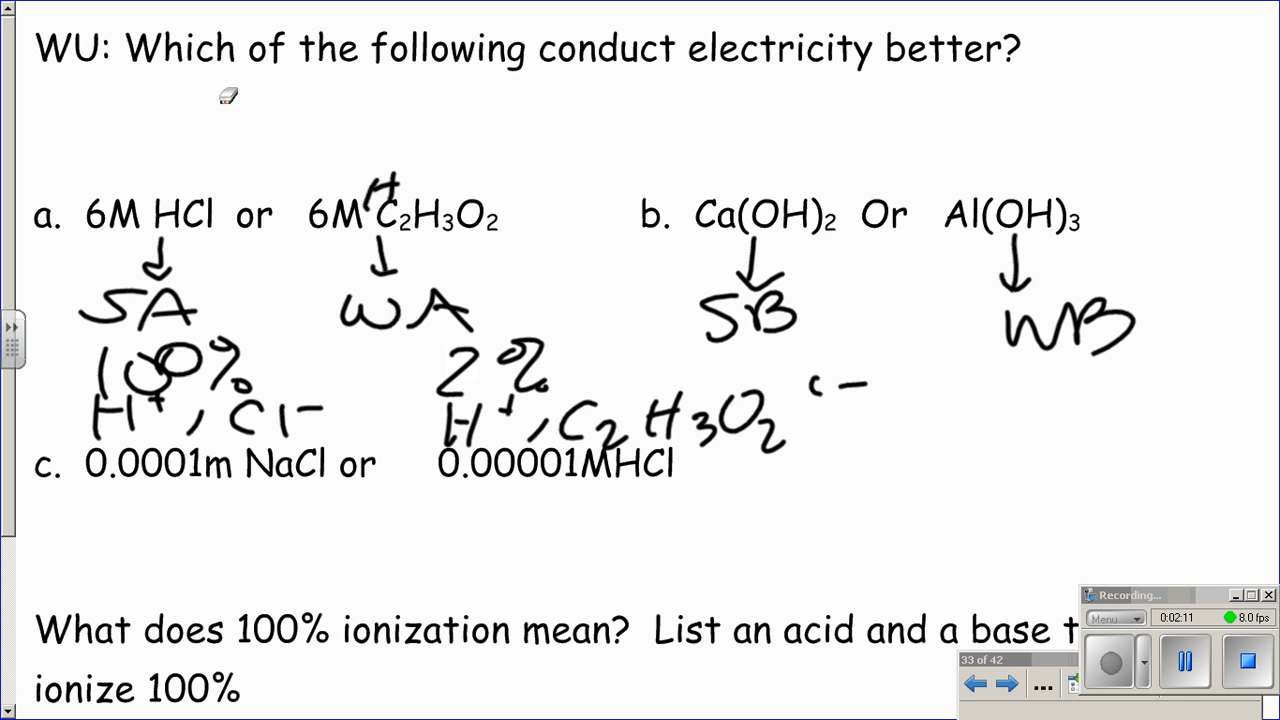 WU: Which of the following conduct electricity better?
a. 6M HCl or 6M HC₂H₃O₂ b. Ca(OH)₂ Or Al(OH)₃
SA WA SB WB
100% 2%
H⁺, Cl⁻ H⁺, C₂H₃O₂⁻
c. 0.0001m NaCl or 0.00001MHCl
What does 100% ionization mean? List an acid and a base t
ionize 100%
Recording...
Menu 0:02:11 8.0 fps
33 of 42
...